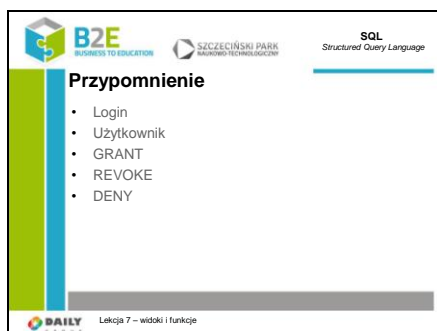 B2E
BUSINESS TO EDUCATION
SZCZECIŃSKI PARK
NAUKOWO-TECHNOLOGICZNY
SQL
Structured Query Language
Przypomnienie
• Login
• Użytkownik
• GRANT
• REVOKE
• DENY
DAILY
Lekcja 7 – widoki i funkcje